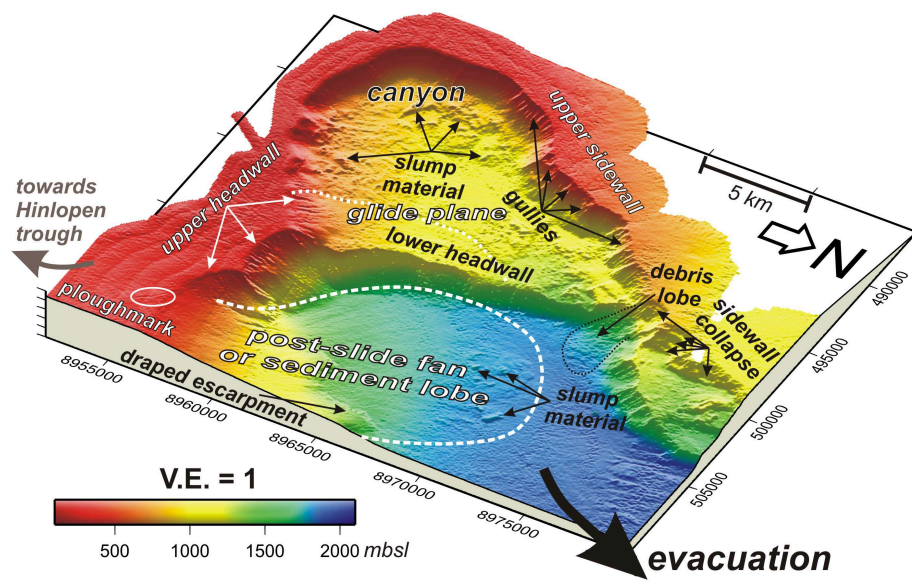 canyon
upper sidewall
5 km
slump
material
gullies
towards
Hinlopen
trough
upper headwall
glide plane
lower headwall
N
debris
lobe
sidewall
collapse
490000
495000
500000
505000
ploughmark
post-slide fan
or sediment lobe
slump
material
draped escarpment
8955000
8960000
8965000
8970000
8975000
V.E. = 1
500
1000
1500
2000
mbsl
evacuation